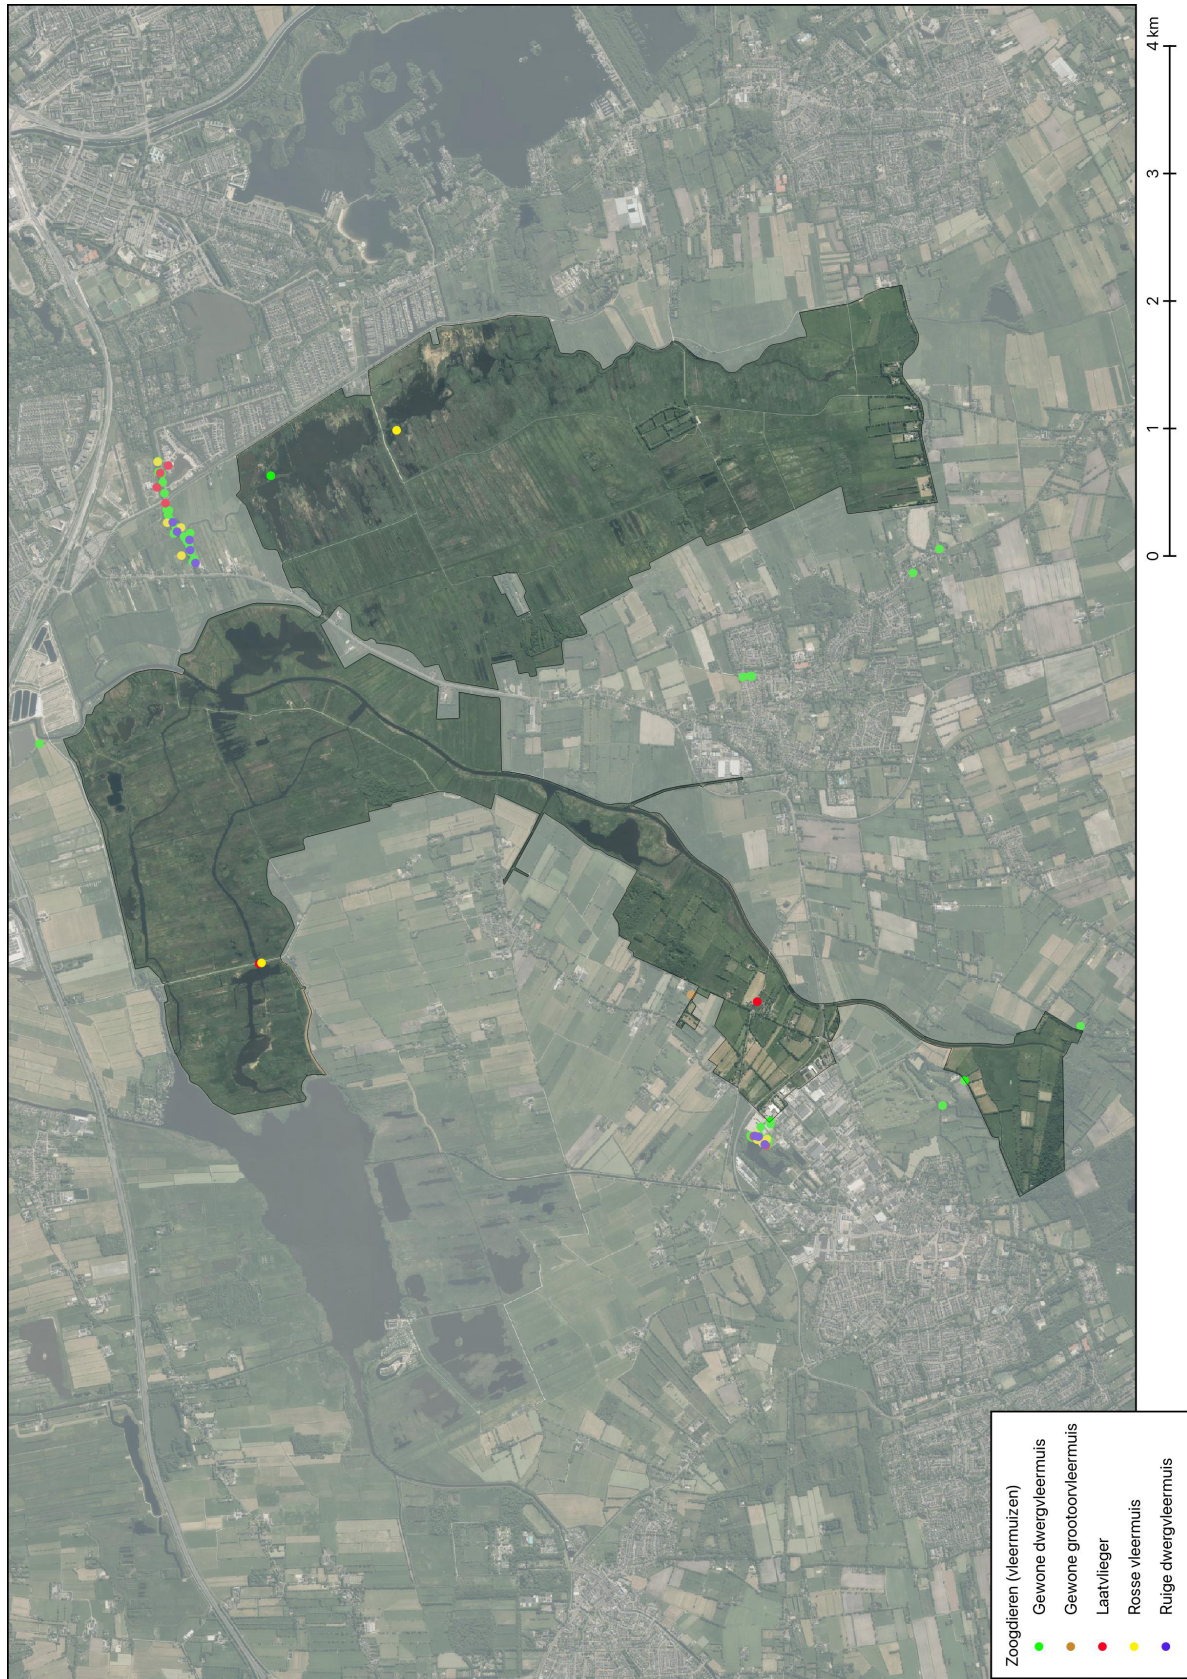 Zoogdieren (vleermuizen)
Gewone dwergvleermuis
Gewone grootoorvleermuis
Laatvlieger
Rosse vleermuis
Ruige dwergvleermuis
0 1 2 3 4 km